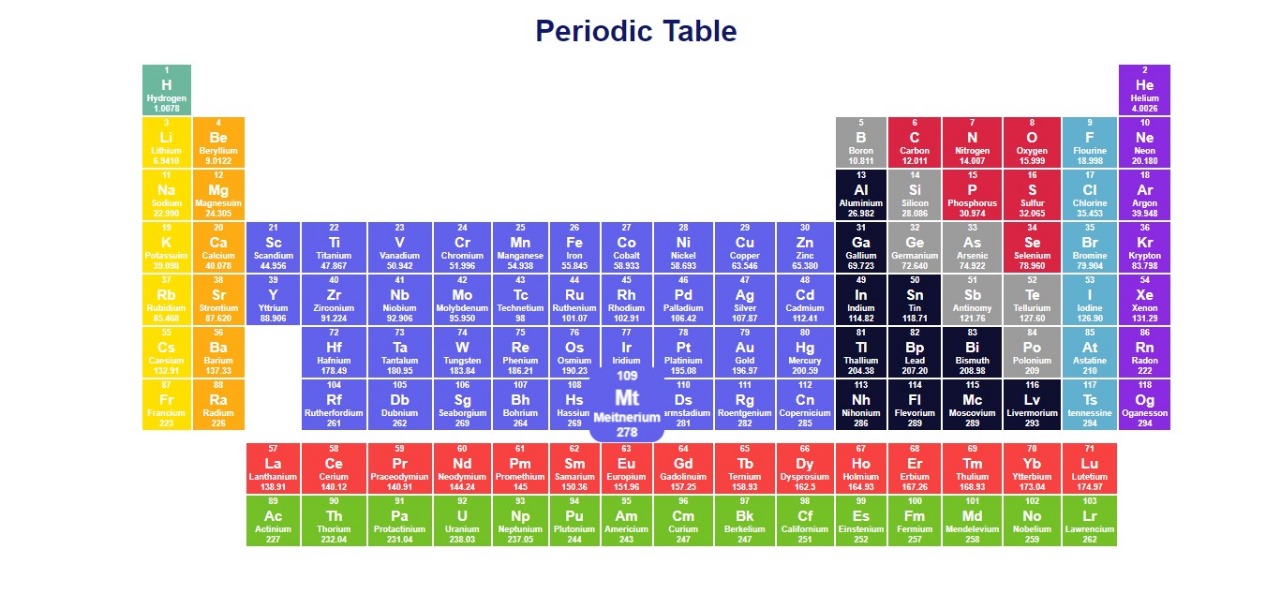 Periodic Table
1 2
H He
Hydrogen Helium
1.0078 4.0026
3 4 5 6 7 8 9 10
Li Be B C N O F Ne
Lithium Beryllium Boron Carbon Nitrogen Oxygen Flourine Neon
6.9410 9.0122 10.811 12.011 14.007 15.999 18.998 20.180
11 12 13 14 15 16 17 18
Na Mg Al Si P S Cl Ar
Sodium Magnesuim Aluminium Silicon Phosphorus Sulfur Chlorine Argon
22.990 24.305 26.982 28.086 30.974 32.065 35.453 39.948
19 20 21 22 23 24 25 26 27 28 29 30 31 32 33 34 35 36
K Ca Sc Ti V Cr Mn Fe Co Ni Cu Zn Ga Ge As Se Br Kr
Potassuim Calcium Scandium Titanium Vanadium Chromium Manganese Iron Cobalt Nickel Copper Zinc Gallium Germanium Arsenic Selenium Bromine Krypton
39.098 40.078 44.956 47.867 50.942 51.996 54.938 55.845 58.933 58.693 63.546 65.380 69.723 72.640 74.922 78.960 79.904 83.798
37 38 39 40 41 42 43 44 45 46 47 48 49 50 51 52 53 54
Rb Sr Y Zr Nb Mo Tc Ru Rh Pd Ag Cd In Sn Sb Te I Xe
Rubidium Strontium Yttrium Zirconium Niobium Molybdenum Technetium Ruthenium Rhodium Palladium Silver Cadmium Indium Tin Antinomy Tellurium Iodine Xenon
85.468 87.620 88.906 91.224 92.906 95.950 98 101.07 102.91 106.42 107.87 112.41 114.82 118.71 121.76 127.60 126.90 131.29
55 56 72 73 74 75 76 77 78 79 80 81 82 83 84 85 86
Cs Ba Hf Ta W Re Os Ir Pt Au Hg Tl Bp Bi Po At Rn
Caesium Barium Hafnium Tantalum Tungsten Phenium Osmium Iridium Platinium Gold Mercury Thallium Lead Bismuth Polonium Astatine Radon
132.91 137.33 178.49 180.95 183.84 186.21 190.23 195.08 196.97 200.59 204.38 207.20 208.98 209 210 222
87 88 104 105 106 107 108 109 110 111 112 113 114 115 116 117 118
Fr Ra Rf Db Sg Bh Hs Mt Ds Rg Cn Nh Fl Mc Lv Ts Og
Francium Radium Rutherfordium Dubnium Seaborgium Bohrium Hassiu Meitnerium armstadium Roentgenium Copernicium Nihonium Flevorium Moscovium Livermorium tennessine Oganesson
223 226 261 262 269 264 269 278 281 282 285 286 289 289 293 294 294
57 58 59 60 61 62 63 64 65 66 67 68 69 70 71
La Ce Pr Nd Pm Sm Eu Gd Tb Dy Ho Er Tm Yb Lu
Lanthanium Cerium Praceodymiun Neodymium Promethium Samarium Europium Gadolinuim Ternium Dysprosium Holmium Erbium Thulium Ytterbium Lutetium
138.91 140.12 140.91 144.24 145 150.36 151.96 157.25 158.93 162.5 164.93 167.26 168.93 173.04 174.97
89 90 91 92 93 94 95 96 97 98 99 100 101 102 103
Ac Th Pa U Np Pu Am Cm Bk Cf Es Fm Md No Lr
Actinium Thorium Protactinium Uranium Neptunium Plutonium Americium Curium Berkelium Californium Einstenium Fermium Mendelevium Nobelium Lawrencium
227 232.04 231.04 238.03 237.05 244 243 247 247 251 252 257 258 259 262